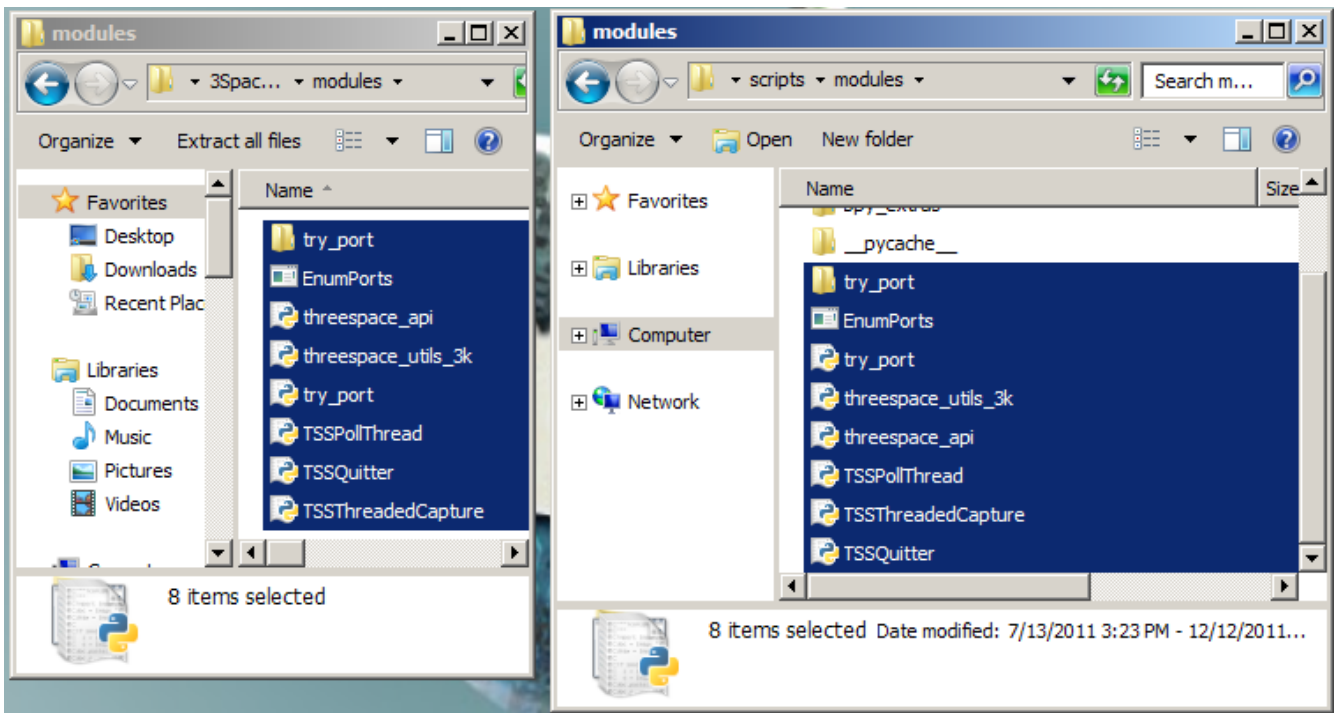 modules
3Spac... modules
Organize Extract all files
Favorites
Desktop
Downloads
Recent Plac
Libraries
Documents
Music
Pictures
Videos
Name
try_port
EnumPorts
threespace_api
threespace_utils_3k
try_port
TSSPollThread
TSSQuitter
TSSThreadedCapture
8 items selected
modules
scripts modules Search m...
Organize Open New folder
Favorites
Libraries
Computer
Network
Name Size
__pycache__
try_port
EnumPorts
try_port
threespace_utils_3k
threespace_api
TSSPollThread
TSSThreadedCapture
TSSQuitter
8 items selected Date modified: 7/13/2011 3:23 PM - 12/12/2011...